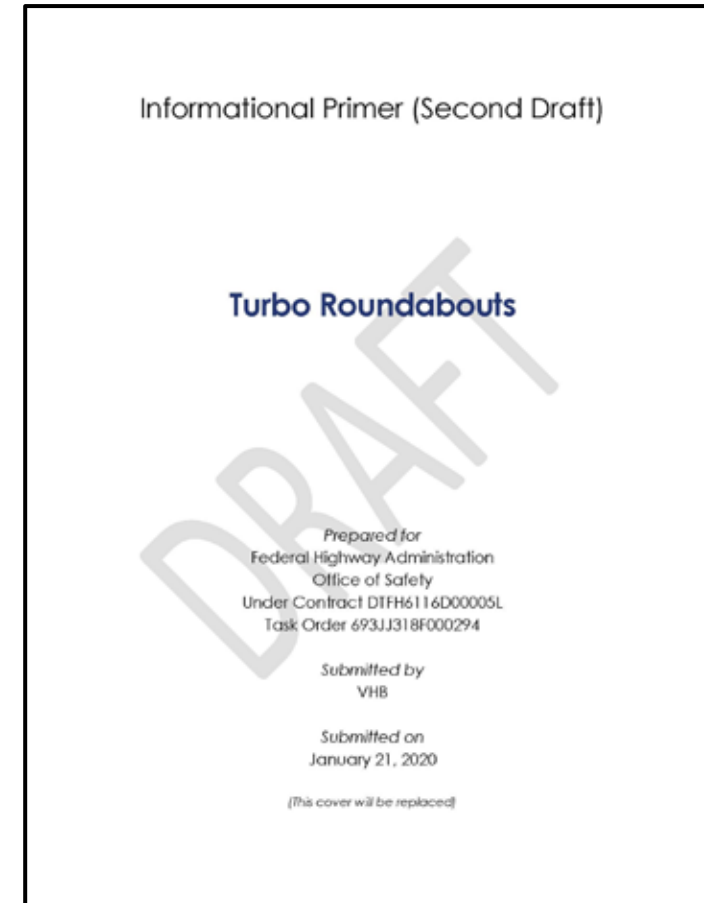 Informational Primer (Second Draft)
Turbo Roundabouts
DRAFT
Prepared for
Federal Highway Administration
Office of Safety
Under Contract DTFH6116D00005L
Task Order 693JJ318F000294
Submitted by
VHB
Submitted on
January 21, 2020
(This cover will be replaced)